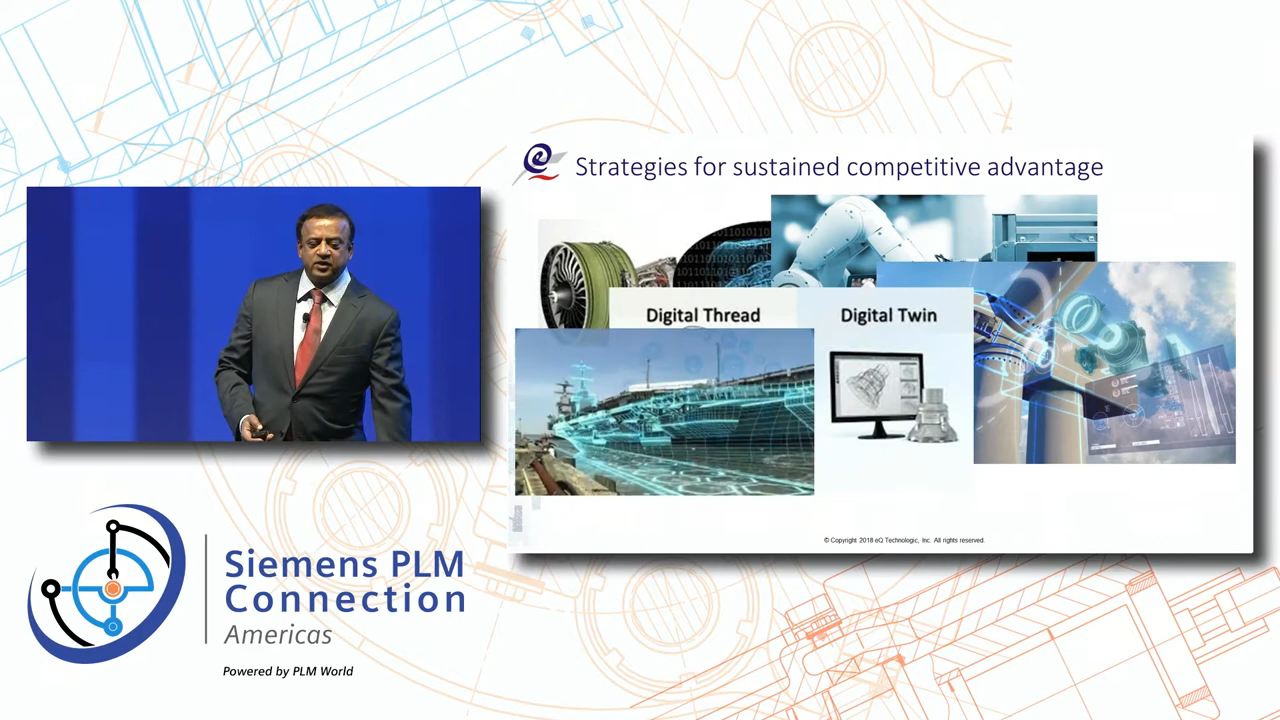 Strategies for sustained competitive advantage
1011010110
Digital Thread
Digital Twin
© Copyright 2018 eQ Technologic, Inc. All rights reserved.
Siemens PLM
Connection
Americas
Powered by PLM World